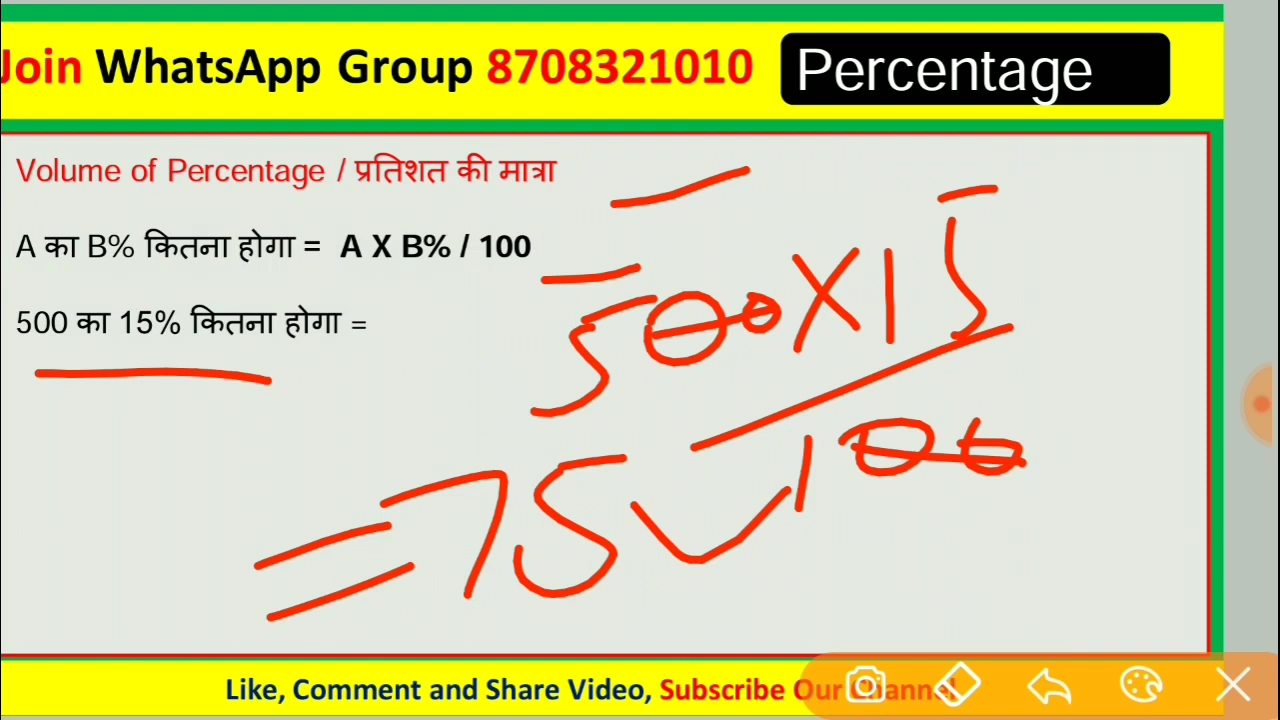 Join WhatsApp Group 8708321010 Percentage
Volume of Percentage / प्रतिशत की मात्रा
A का B% कितना होगा = A X B% / 100
500 का 15% कितना होगा =
500 X 15
100
= 75
Like, Comment and Share Video, Subscribe Our Channel